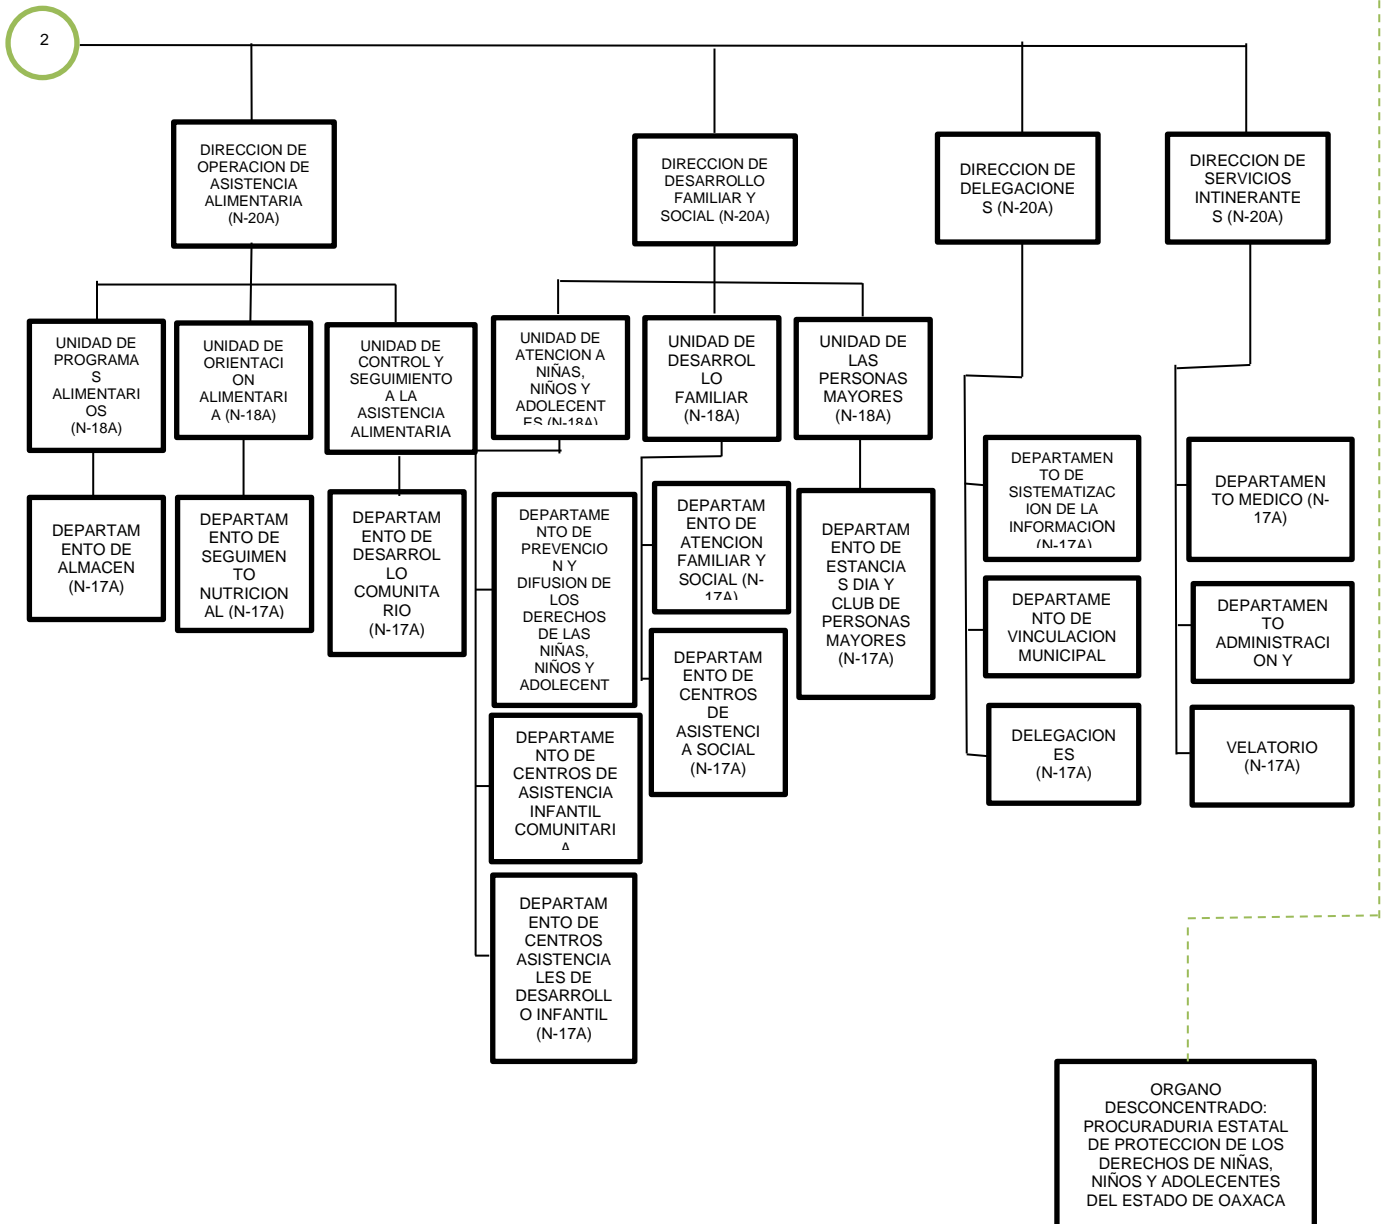 2
DIRECCION DE
OPERACION DE
ASISTENCIA
ALIMENTARIA
(N-20A)
DIRECCION DE
DESARROLLO
FAMILIAR Y
SOCIAL (N-20A)
DIRECCION DE
DELEGACIONE
S (N-20A)
DIRECCION DE
SERVICIOS
INTINERANTE
S (N-20A)
UNIDAD DE
PROGRAMA
S
ALIMENTARI
OS
(N-18A)
UNIDAD DE
ORIENTACI
ON
ALIMENTARI
A (N-18A)
UNIDAD DE
CONTROL Y
SEGUIMIENTO
A LA
ASISTENCIA
ALIMENTARIA
UNIDAD DE
ATENCION A
NIÑAS,
NIÑOS Y
ADOLECENT
ES (N-18A)
UNIDAD DE
DESARROL
LO
FAMILIAR
(N-18A)
UNIDAD DE
LAS
PERSONAS
MAYORES
(N-18A)
DEPARTAM
ENTO DE
ALMACEN
(N-17A)
DEPARTAM
ENTO DE
SEGUIMEN
TO
NUTRICION
AL (N-17A)
DEPARTAM
ENTO DE
DESARROL
LO
COMUNITA
RIO
(N-17A)
DEPARTAME
NTO DE
PREVENCIO
N Y
DIFUSION DE
LOS
DERECHOS
DE LAS
NIÑAS,
NIÑOS Y
ADOLECENT
DEPARTAME
NTO DE
CENTROS DE
ASISTENCIA
INFANTIL
COMUNITARI
A
DEPARTAM
ENTO DE
CENTROS
ASISTENCIA
LES DE
DESARROLL
O INFANTIL
(N-17A)
DEPARTAM
ENTO DE
ATENCION
FAMILIAR Y
SOCIAL (N-
17A)
DEPARTAM
ENTO DE
CENTROS
DE
ASISTENCI
A SOCIAL
(N-17A)
DEPARTAM
ENTO DE
ESTANCIA
S DIA Y
CLUB DE
PERSONAS
MAYORES
(N-17A)
DEPARTAMEN
TO DE
SISTEMATIZAC
ION DE LA
INFORMACION
(N-17A)
DEPARTAME
NTO DE
VINCULACION
MUNICIPAL
DELEGACION
ES
(N-17A)
DEPARTAMEN
TO MEDICO (N-
17A)
DEPARTAMEN
TO
ADMINISTRACI
ON Y
VELATORIO
(N-17A)
ORGANO
DESCONCENTRADO:
PROCURADURIA ESTATAL
DE PROTECCION DE LOS
DERECHOS DE NIÑAS,
NIÑOS Y ADOLECENTES
DEL ESTADO DE OAXACA